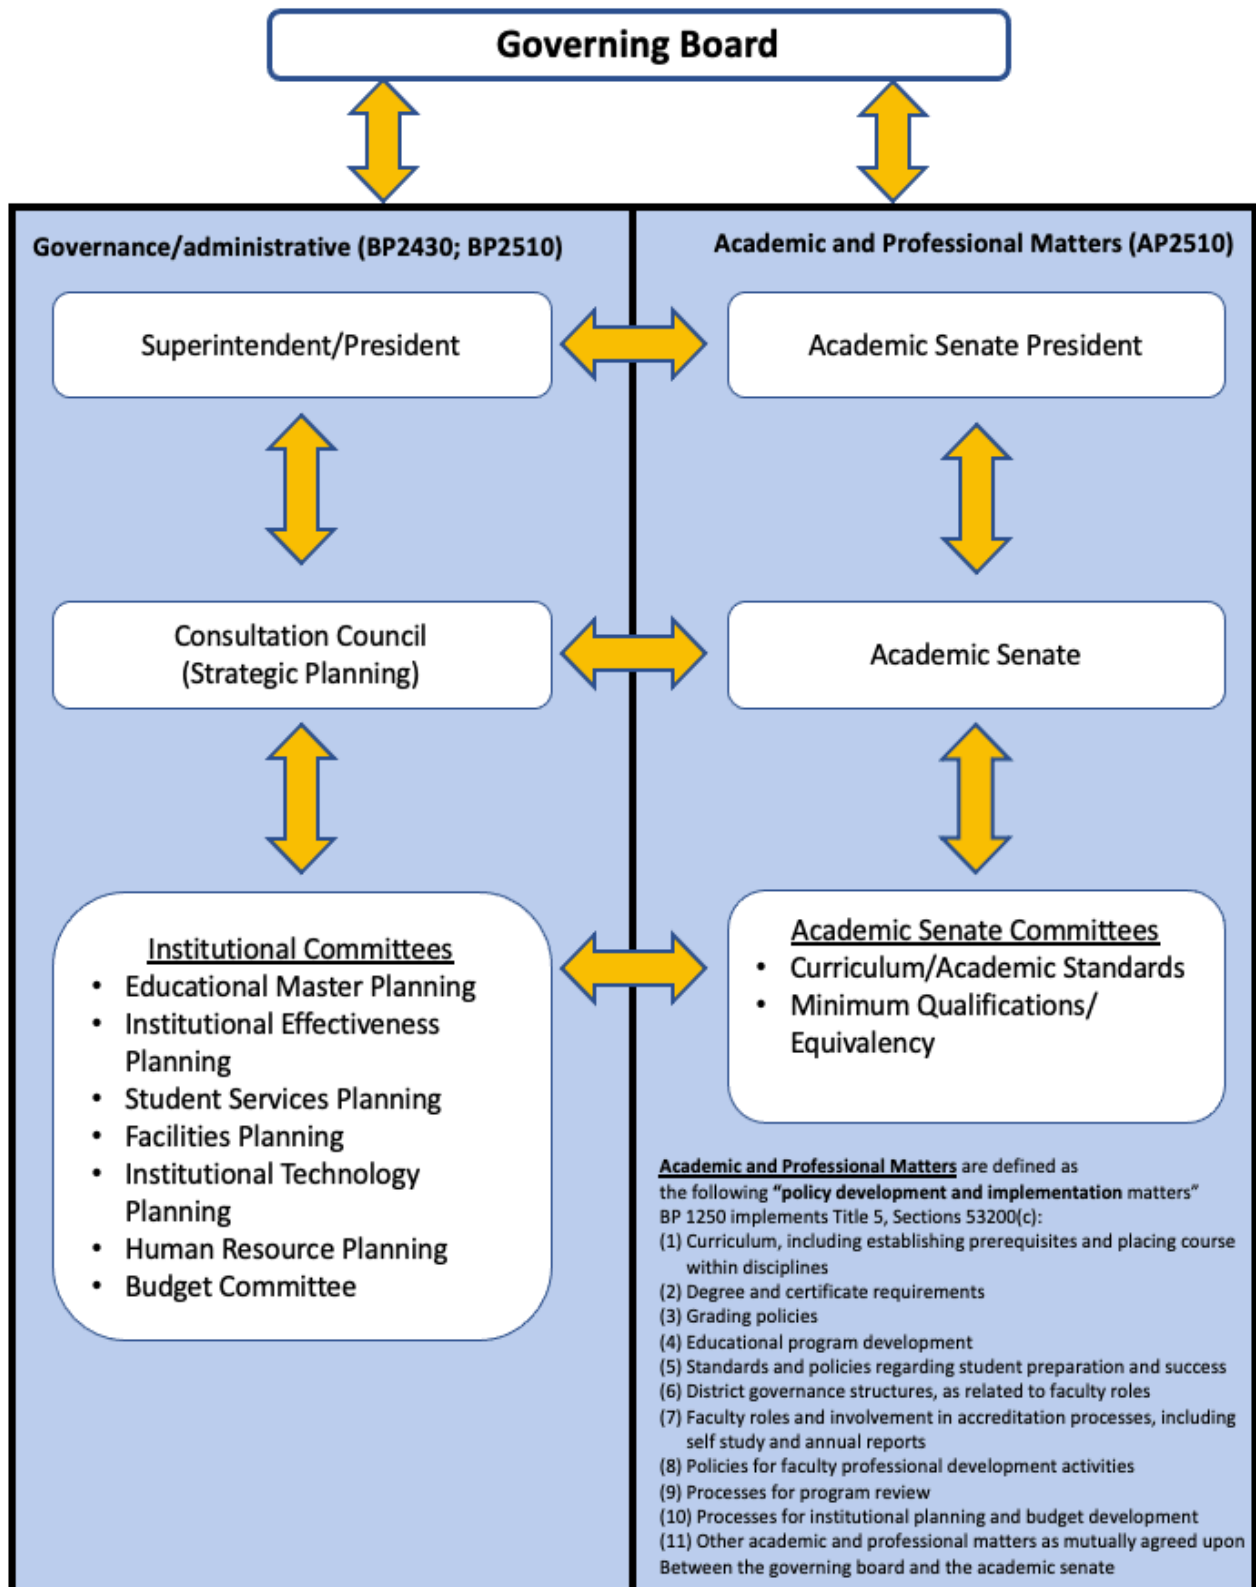 Governing Board
Governance/administrative (BP2430; BP2510)
Superintendent/President
Consultation Council
(Strategic Planning)
Institutional Committees
• Educational Master Planning
• Institutional Effectiveness
Planning
• Student Services Planning
• Facilities Planning
• Institutional Technology
Planning
• Human Resource Planning
• Budget Committee
Academic and Professional Matters (AP2510)
Academic Senate President
Academic Senate
Academic Senate Committees
• Curriculum/Academic Standards
• Minimum Qualifications/
Equivalency
Academic and Professional Matters are defined as
the following “policy development and implementation matters”
BP 1250 implements Title 5, Sections 53200(c):
(1) Curriculum, including establishing prerequisites and placing course
within disciplines
(2) Degree and certificate requirements
(3) Grading policies
(4) Educational program development
(5) Standards and policies regarding student preparation and success
(6) District governance structures, as related to faculty roles
(7) Faculty roles and involvement in accreditation processes, including
self study and annual reports
(8) Policies for faculty professional development activities
(9) Processes for program review
(10) Processes for institutional planning and budget development
(11) Other academic and professional matters as mutually agreed upon
Between the governing board and the academic senate